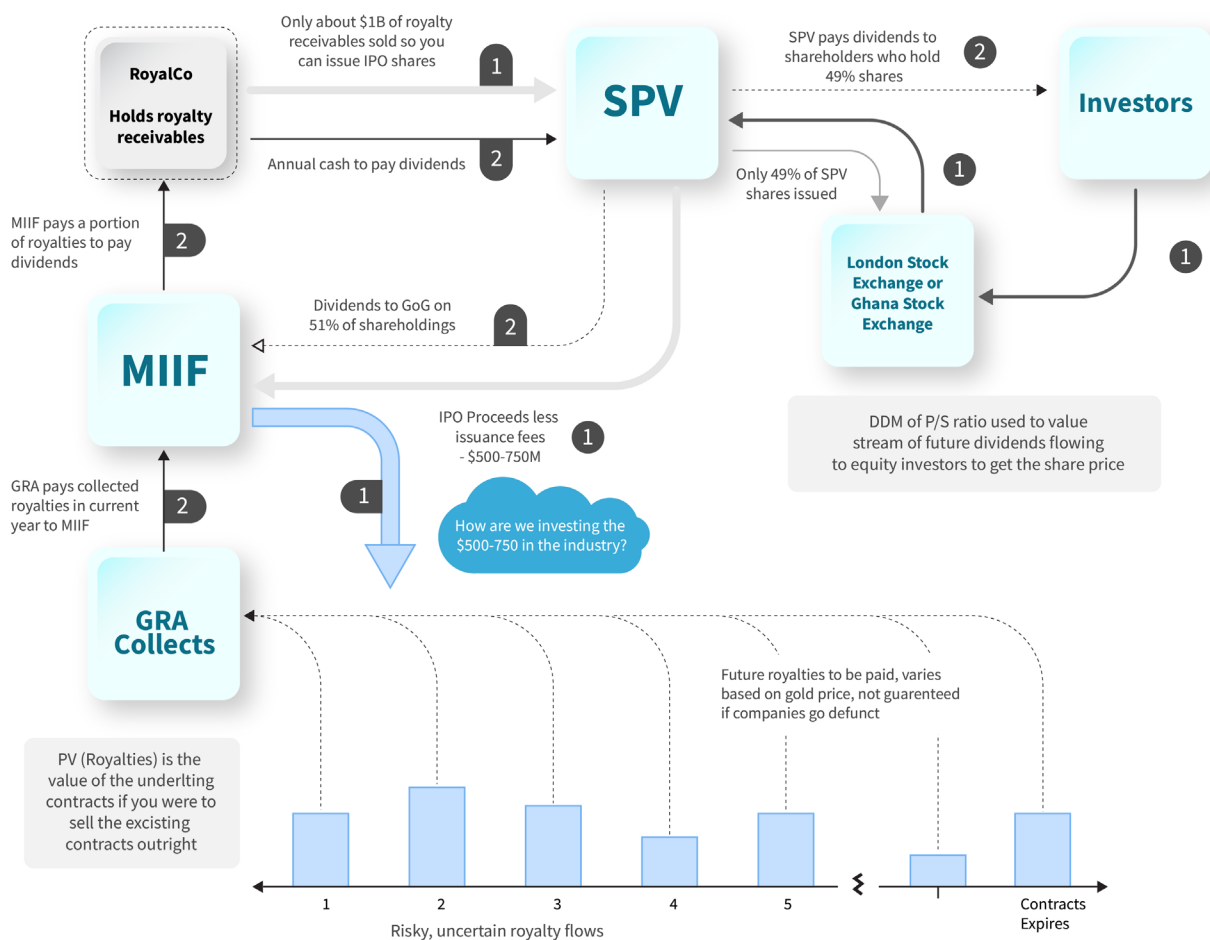 RoyalCo
Holds royalty
receivables
Only about $1B of royalty
receivables sold so you
can issue IPO shares
1
Annual cash to pay dividends
2
SPV
SPV pays dividends to
shareholders who hold
49% shares
2
Investors
Only 49% of SPV
shares issued
1
1
London Stock
Exchange or
Ghana Stock
Exchange
MIIF pays a portion
of royalties to pay
dividends
2
Dividends to GoG on
51% of shareholdings
2
MIIF
IPO Proceeds less
issuance fees
- $500-750M
1
1
How are we investing the
$500-750 in the industry?
DDM of P/S ratio used to value
stream of future dividends flowing
to equity investors to get the share price
GRA pays collected
royalties in current
year to MIIF
2
GRA
Collects
Future royalties to be paid, varies
based on gold price, not guarenteed
if companies go defunct
PV (Royalties) is the
value of the underlting
contracts if you were to
sell the excisting
contracts outright
1
2
3
4
5
Contracts
Expires
Risky, uncertain royalty flows